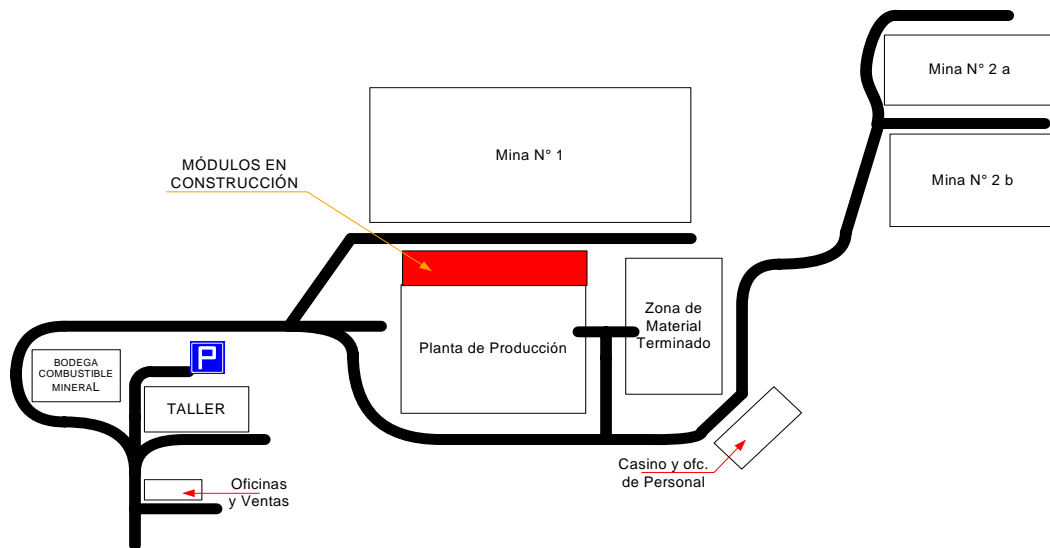 Mina N° 2 a
Mina N° 1
MÓDULOS EN
CONSTRUCCIÓN
Mina N° 2 b
Zona de
Material
Terminado
Planta de Producción
P
BODEGA
COMBUSTIBLE
MINERAL
TALLER
Casino y ofc.
de Personal
Oficinas
y Ventas